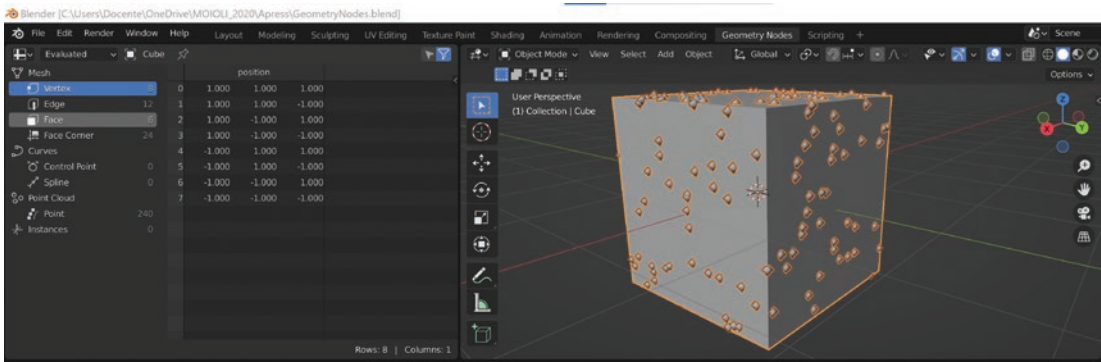 Blender [C:\Users\Docente\OneDrive\MOIOLI_2020\Apress\GeometryNodes.blend]
File Edit Render Window Help Layout Modeling Sculpting UV Editing Texture Paint Shading Animation Rendering Compositing Geometry Nodes Scripting + Scene
Evaluated Cube
Object Mode View Select Add Object Global
Options
Mesh
position
Vertex 8
0 1.000 1.000 1.000
Edge 12
1 1.000 1.000 -1.000
Face 6
2 1.000 -1.000 1.000
Face Corner 24
3 1.000 -1.000 -1.000
Curves
4 -1.000 1.000 1.000
Control Point 0
5 -1.000 1.000 -1.000
Spline 0
6 -1.000 -1.000 1.000
Point Cloud
7 -1.000 -1.000 -1.000
Point 240
Instances 0
Rows: 8 | Columns: 1
User Perspective
(1) Collection | Cube
Z
X
Y